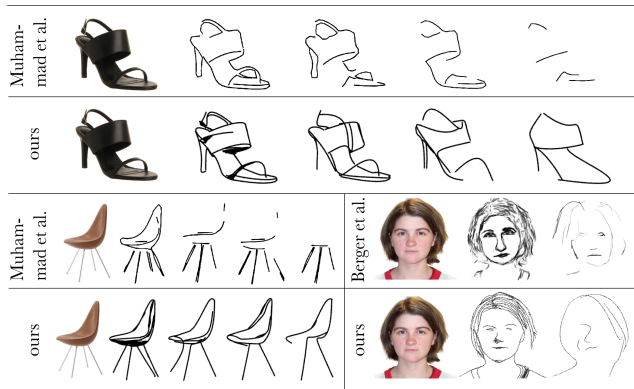 Muham-
mad et al.
ours
Muham-
mad et al.
Berger et al.
ours
ours